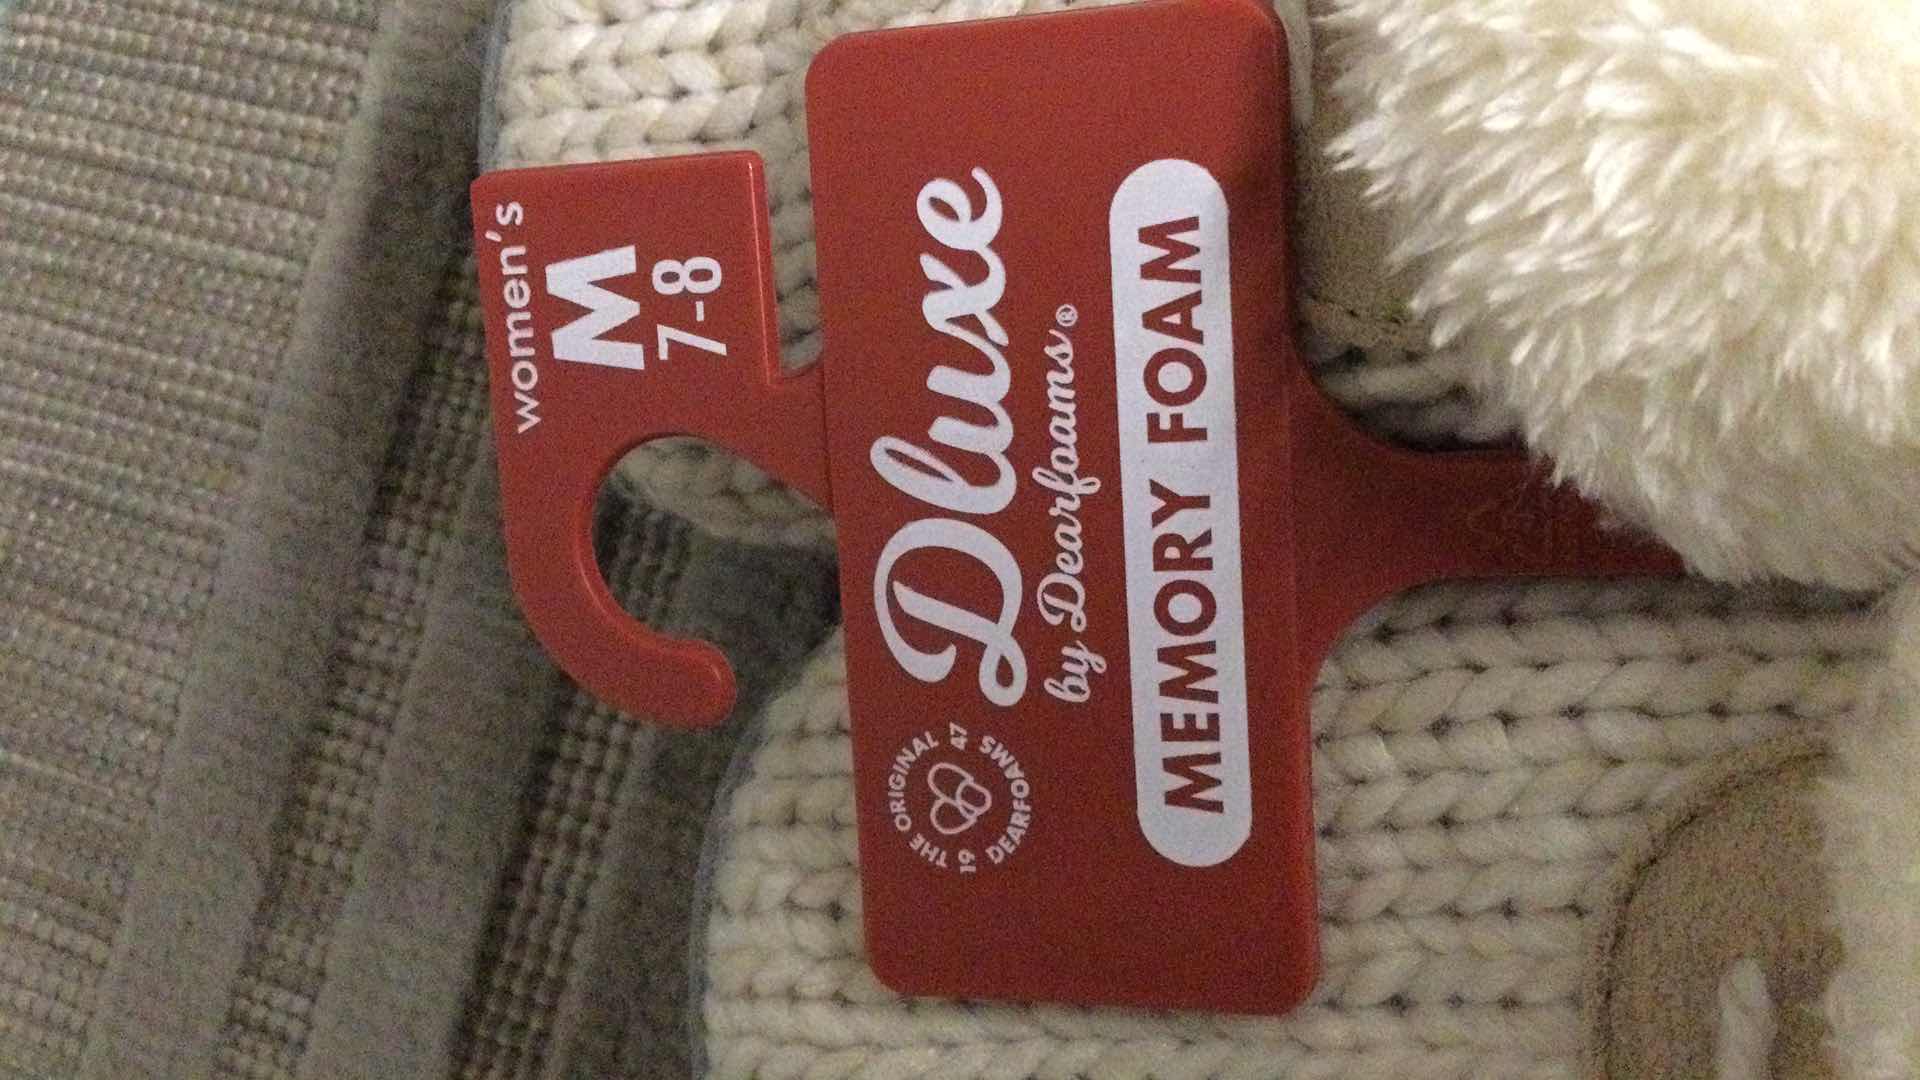 women's
M
7-8
THE ORIGINAL
19 47
DEARFOAMS
Dluxe
by Dearfoams®
MEMORY FOAM